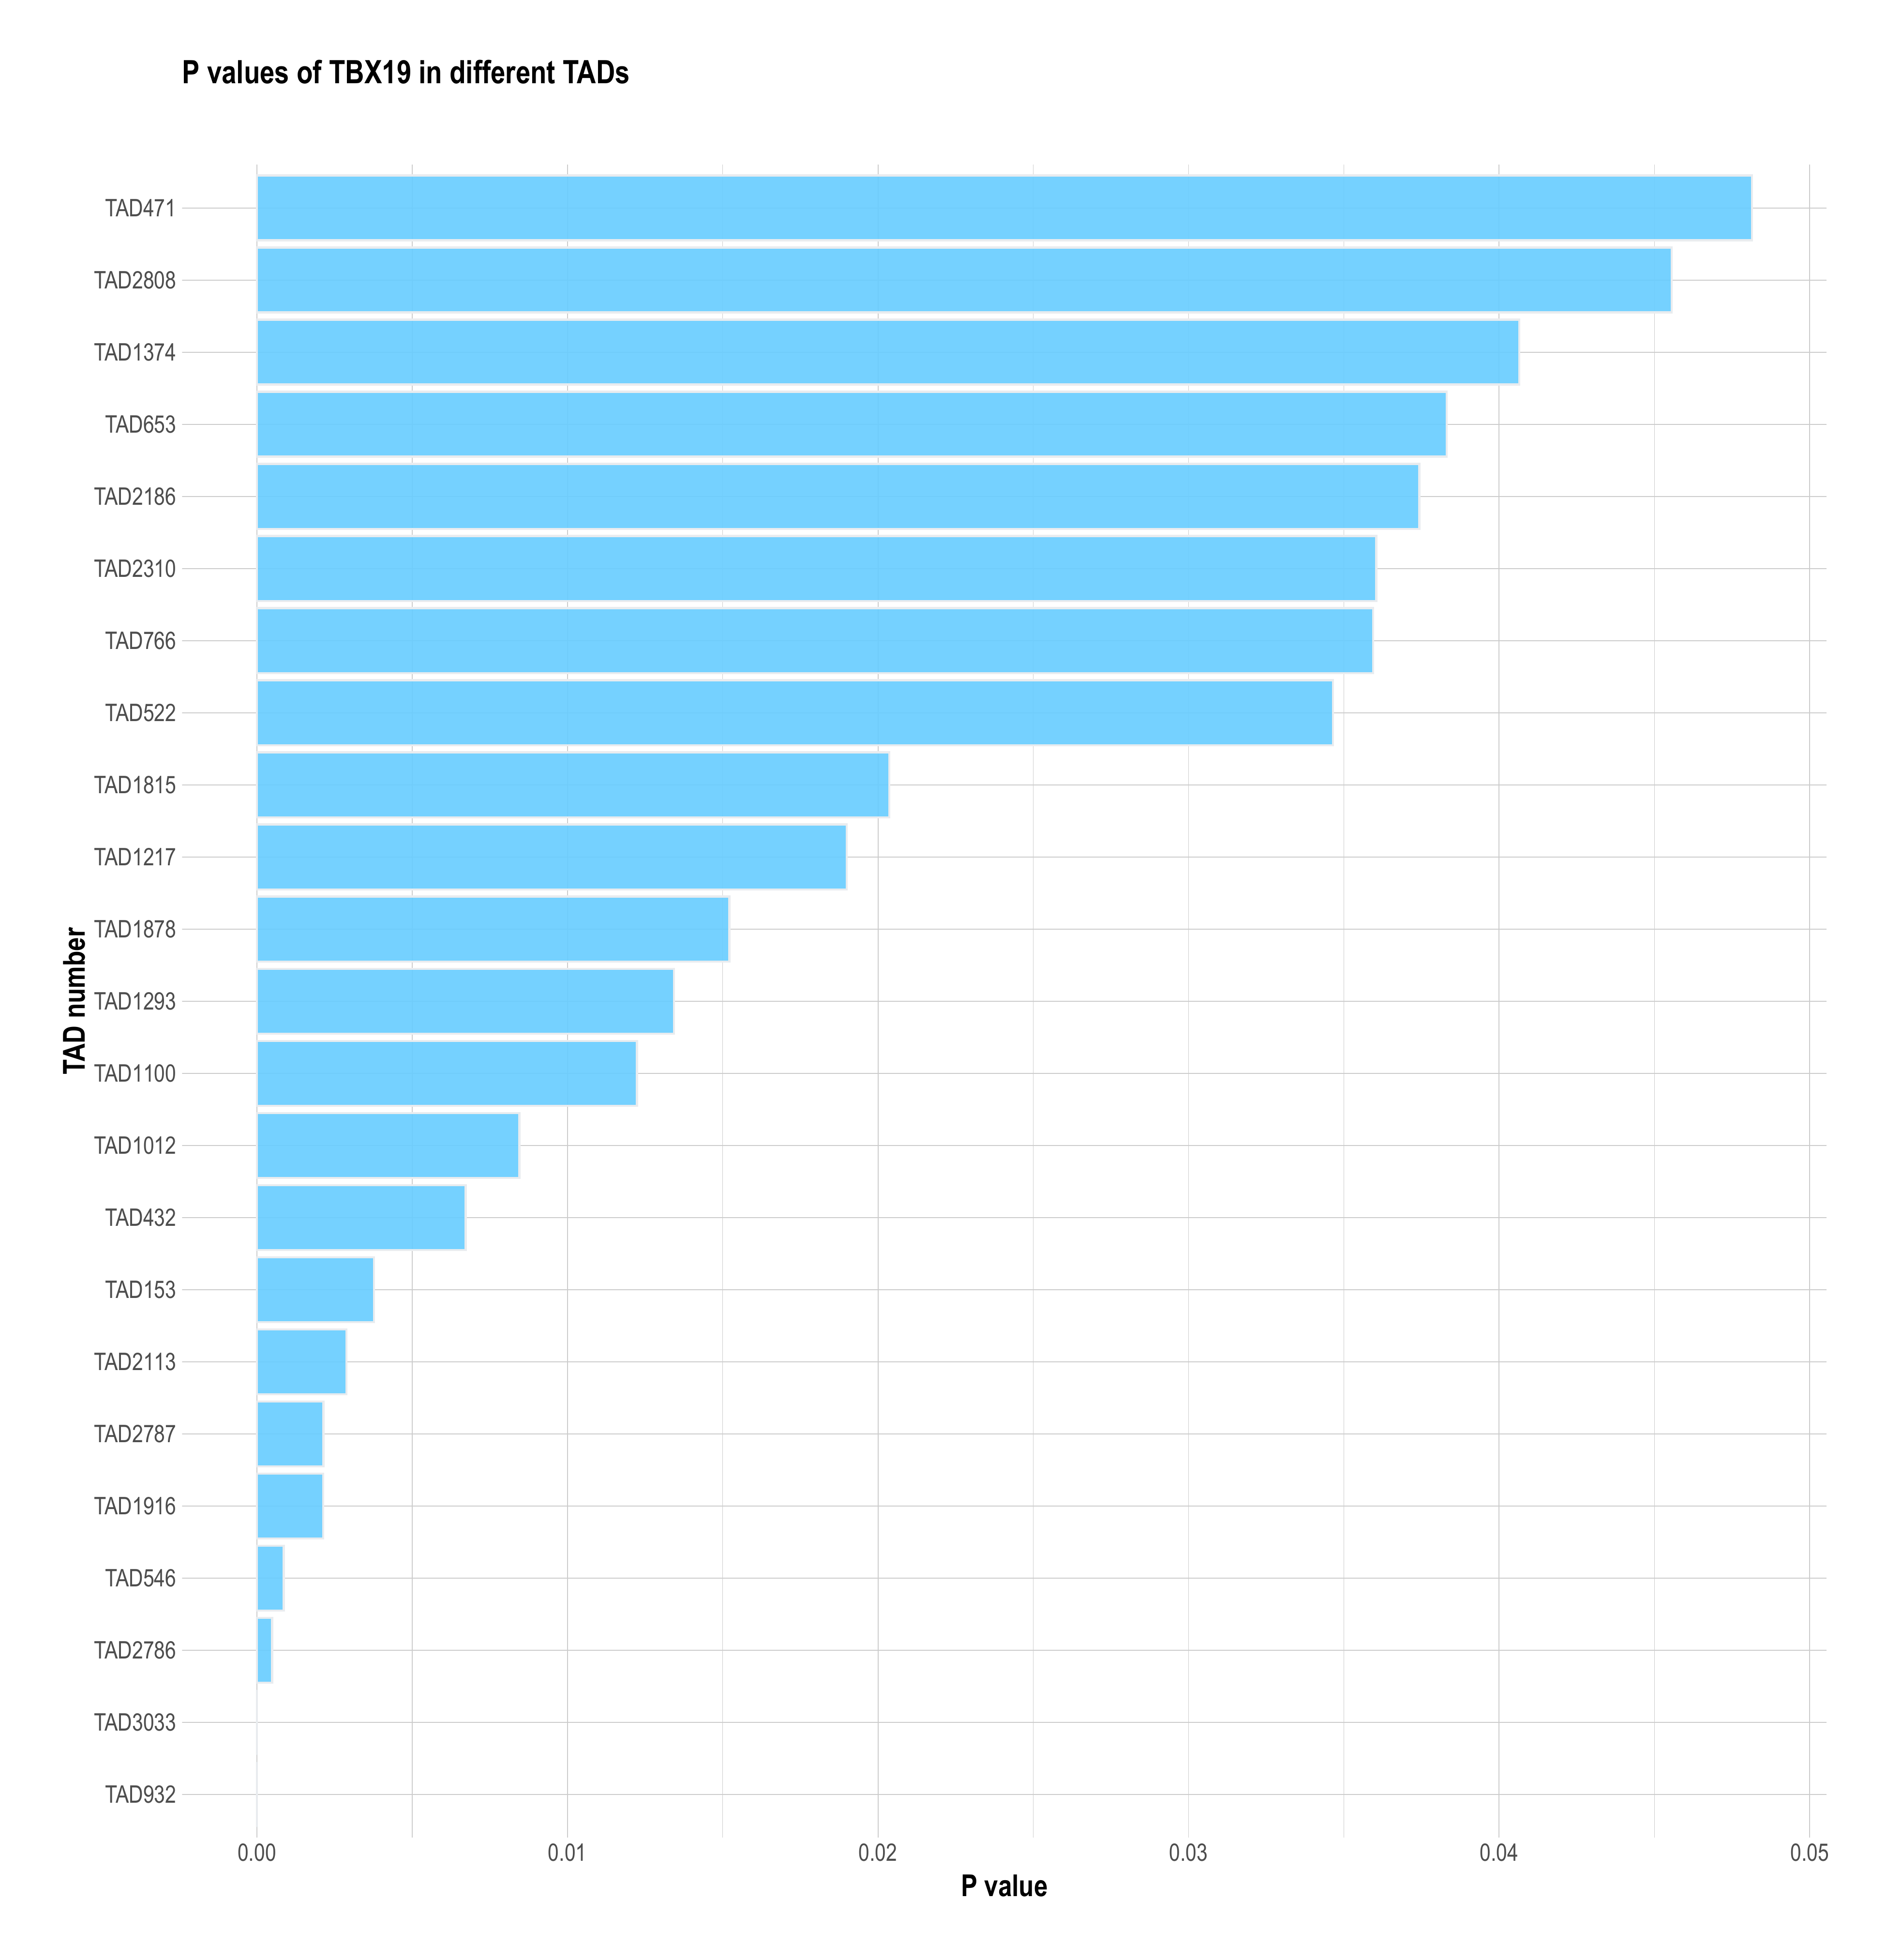 P values of TBX19 in different TADs
TAD471
TAD2808
TAD1374
TAD653
TAD2186
TAD2310
TAD766
TAD522
TAD1815
TAD1217
TAD1878
TAD1293
TAD1100
TAD1012
TAD432
TAD153
TAD2113
TAD2787
TAD1916
TAD546
TAD2786
TAD3033
TAD932
TAD number
0.00 0.01 0.02 0.03 0.04 0.05
P value